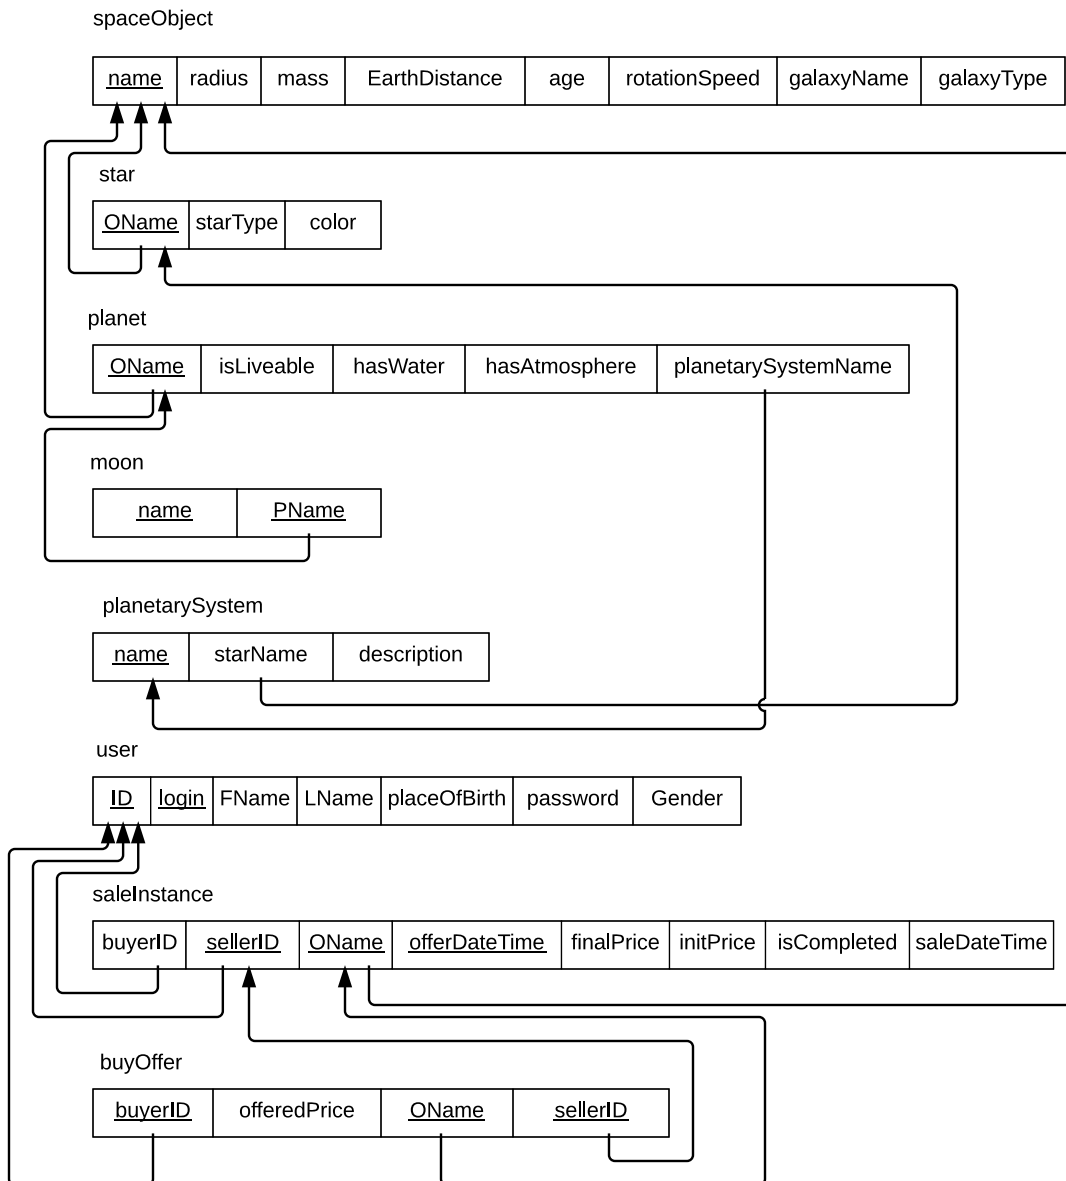 spaceObject
name radius mass EarthDistance age rotationSpeed galaxyName galaxyType
star
OName starType color
planet
OName isLiveable hasWater hasAtmosphere planetarySystemName
moon
name PName
planetarySystem
name starName description
user
ID login FName LName placeOfBirth password Gender
saleInstance
buyerID sellerID OName offerDateTime finalPrice initPrice isCompleted saleDateTime
buyOffer
buyerID offeredPrice OName sellerID